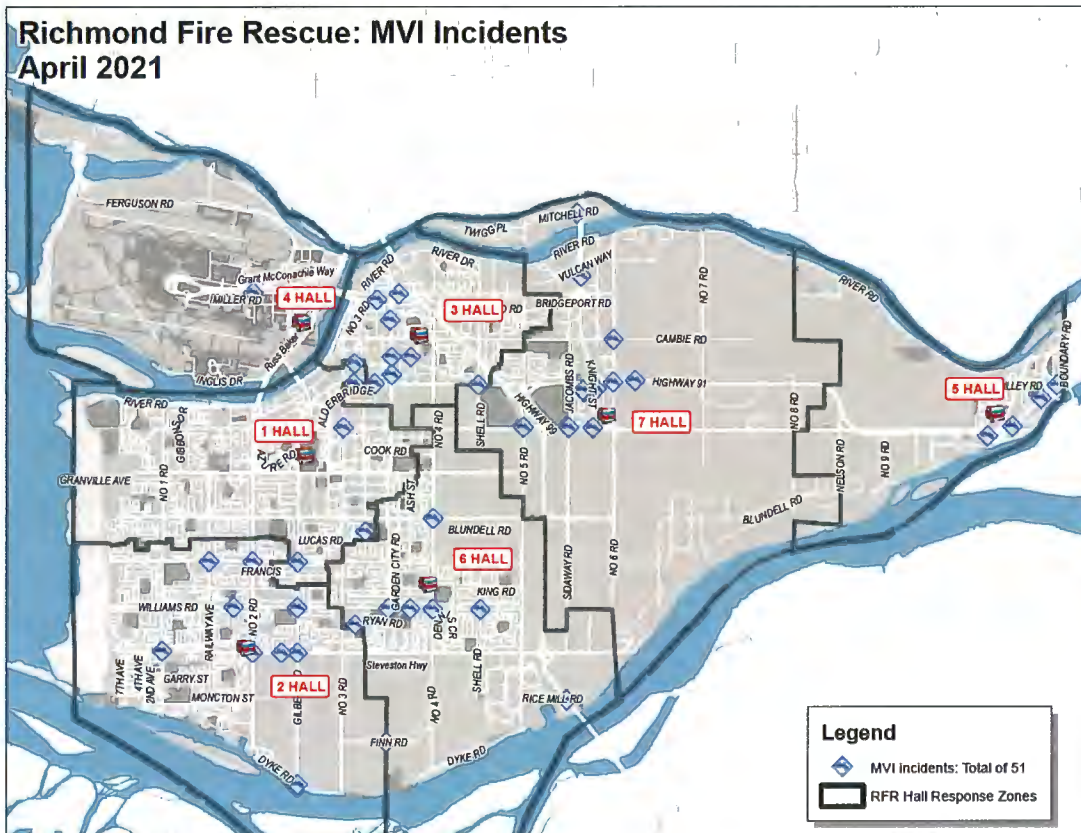 Richmond Fire Rescue: MVI Incidents
April 2021
FERGUSON RD
Grant McConachie Way
MILLER RD
4 HALL
Russ Baker
INGLIS DR
TWIGG PL
MITCHELL RD
RIVER DR
RIVER RD
NO 3 RD
3 HALL
RIVER RD
VULCAN WAY
BRIDGEPORT RD
NO 7 RD
RIVER RD
CAMBIE RD
HIGHWAY 91
BOUNDARY RD
5 HALL
RIVER RD
GIBBONS DR
ALDERBRIDGE
1 HALL
NO 4 RD
SHELL RD
HIGHWAY 99
JACOMBS RD
KNIGHT ST
7 HALL
NO 8 RD
COOK RD
NO 5 RD
NELSON RD
NO 9 RD
GRANVILLE AVE
NO 1 RD
ASH ST
LUCAS RD
BLUNDELL RD
BLUNDELL RD
FRANCIS
GARDEN CITY RD
6 HALL
SIDAWAY RD
NO 6 RD
WILLIAMS RD
RAILWAY AVE
NO 2 RD
RYAN RD
KING RD
7TH AVE
4TH AVE
2ND AVE
GARRY ST
MONCTON ST
2 HALL
NO 3 RD
Steveston Hwy
NO 4 RD
SHELL RD
RICE MILL RD
FINN RD
DYKE RD
DYKE RD
Legend
MVI incidents: Total of 51
RFR Hall Response Zones